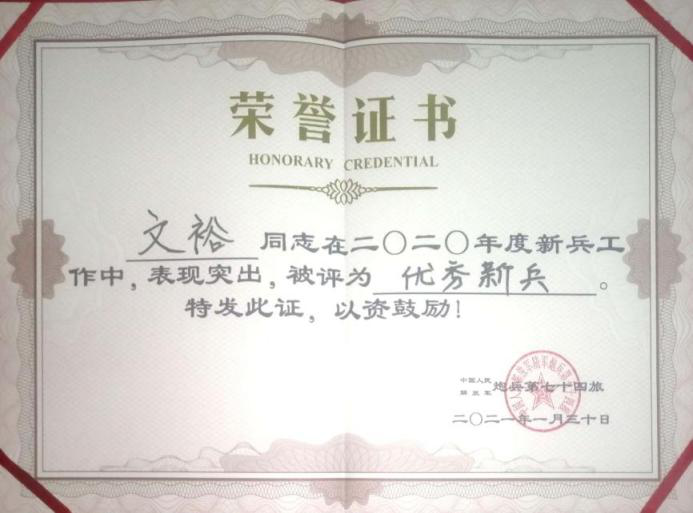 荣誉证书
HONORARY CREDENTIAL
文裕 同志在二〇二〇年度新兵工
作中，表现突出，被评为 优秀新兵 。
特发此证，以资鼓励！
中国人民解放军 炮兵第七十四旅
二〇二一年一月三十日